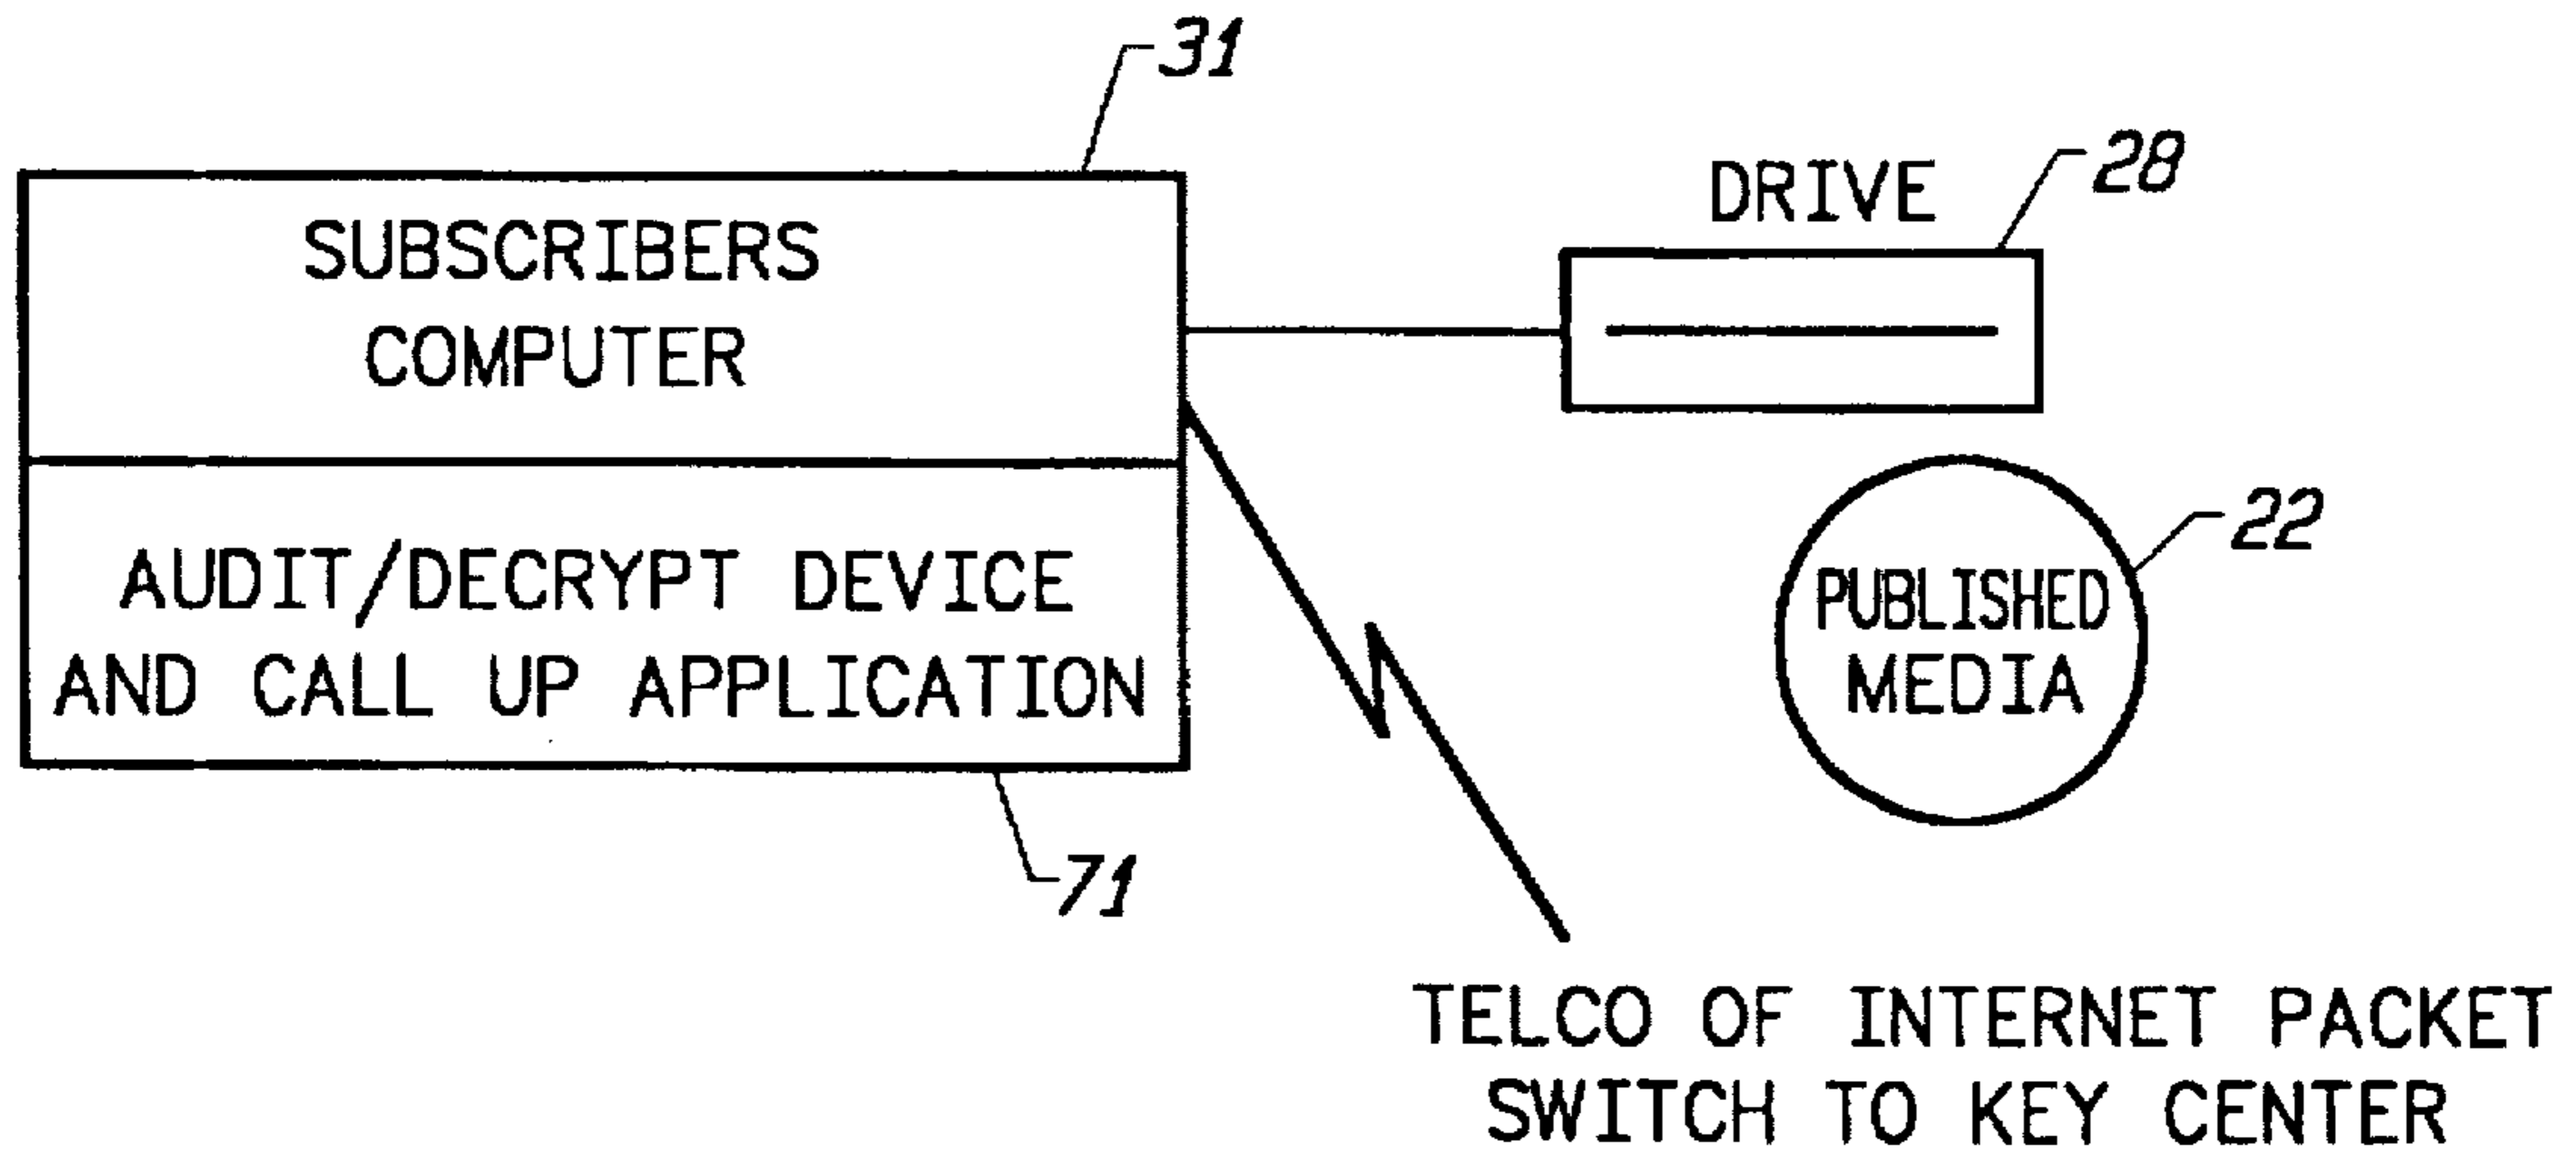 31
SUBSCRIBERS
COMPUTER
DRIVE
28
AUDIT/DECRYPT DEVICE
AND CALL UP APPLICATION
71
PUBLISHED
MEDIA
22
TELCO OF INTERNET PACKET
SWITCH TO KEY CENTER